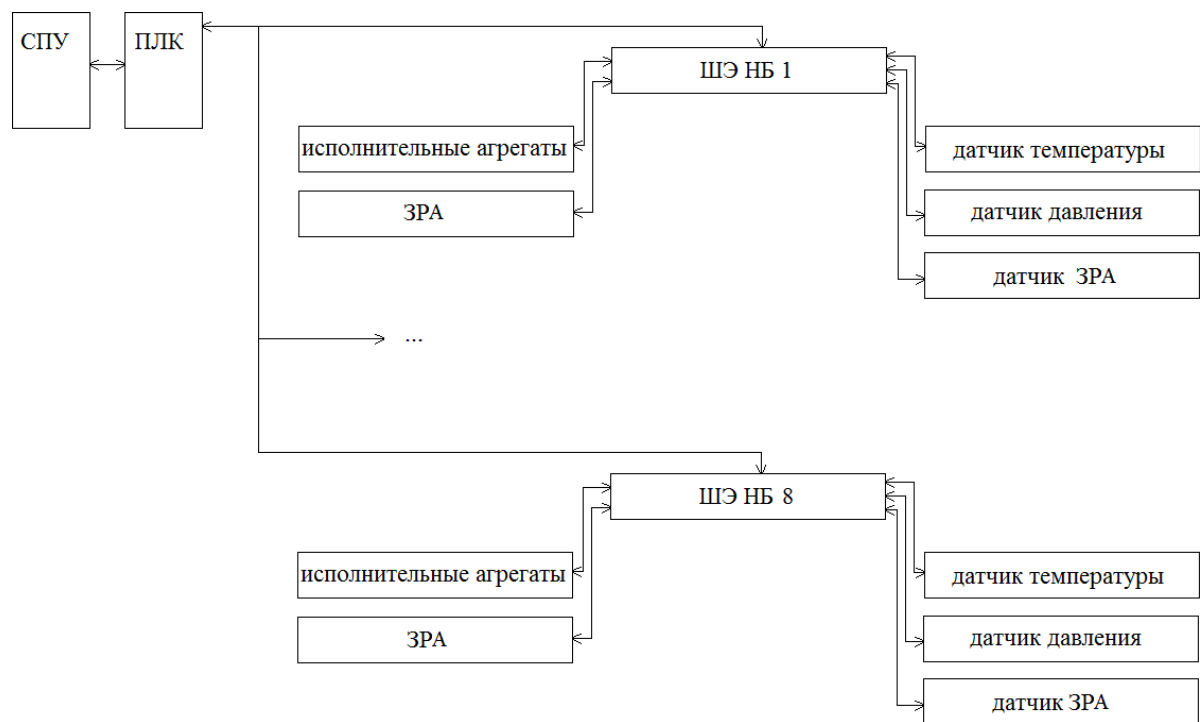 СПУ
ПЛК
ШЭ НБ 1
исполнительные агрегаты
ЗРА
датчик температуры
датчик давления
датчик ЗРА
...
ШЭ НБ 8
исполнительные агрегаты
ЗРА
датчик температуры
датчик давления
датчик ЗРА